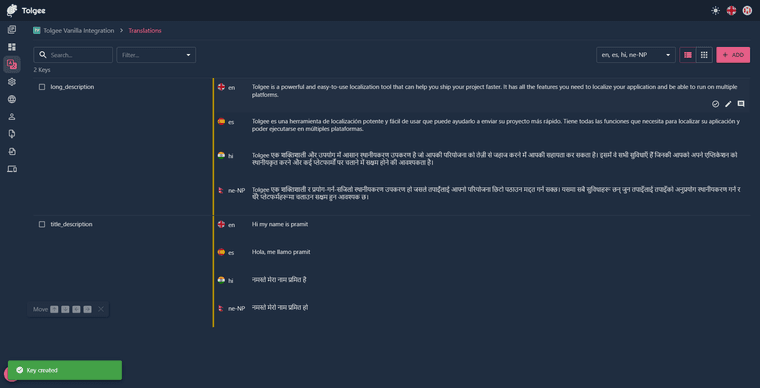 Tolgee
Tolgee Vanilla Integration > Translations
Search...
Filter...
en, es, hi, ne-NP
+ ADD
2 Keys
long_description
en
Tolgee is a powerful and easy-to-use localization tool that can help you ship your project faster. It has all the features you need to localize your application and be able to run on multiple
platforms.
es
Tolgee es una herramienta de localización potente y fácil de usar que puede ayudarlo a enviar su proyecto más rápido. Tiene todas las funciones que necesita para localizar su aplicación y
poder ejecutarse en múltiples plataformas.
hi
Tolgee एक शक्तिशाली और उपयोग में आसान स्थानीयकरण उपकरण है जो आपकी परियोजना को तेज़ी से जहाज करने में आपकी सहायता कर सकता है। इसमें वे सभी सुविधाएँ हैं जिनकी आपको अपने एप्लिकेशन को
स्थानीयकृत करने और कई प्लेटफार्मों पर चलाने में सक्षम होने की आवश्यकता है।
ne-NP
Tolgee एक शक्तिशाली र प्रयोग-गर्न-सजिलो स्थानीयकरण उपकरण हो जसले तपाईंलाई आफ्नो परियोजना छिटो पठाउन मद्दत गर्न सक्छ। यसमा सबै सुविधाहरू छन् जुन तपाईंलाई तपाईंको अनुप्रयोग स्थानीयकरण गर्न र
धेरै प्लेटफर्महरूमा चलाउन सक्षम हुन आवश्यक छ।
title_description
en
Hi my name is pramit
es
Hola, me llamo pramit
hi
नमस्ते मेरा नाम प्रमित हैं
ne-NP
नमस्ते मेरो नाम प्रमित हो
Move
Key created